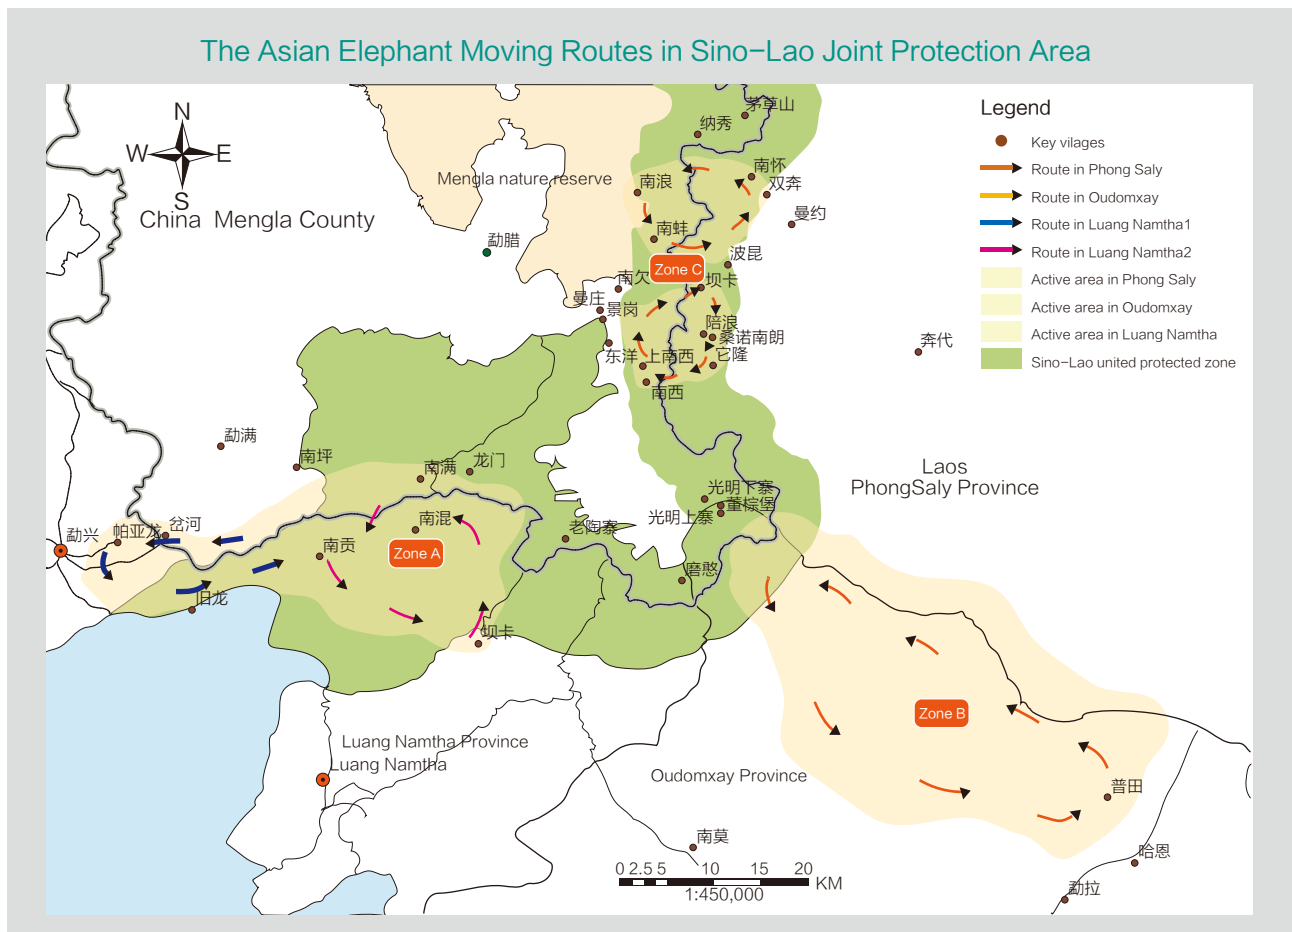 The Asian Elephant Moving Routes in Sino-Lao Joint Protection Area
N
W
E
S
China Mengla County
Mengla nature reserve
Legend
Key vilages
Route in Phong Saly
Route in Oudomxay
Route in Luang Namtha1
Route in Luang Namtha2
Active area in Phong Saly
Active area in Oudomxay
Active area in Luang Namtha
Sino-Lao united protected zone
茅草山
纳秀
南怀
南浪
双奔
曼约
南蚌
勐腊
波昆
Zone C
南欠
坝卡
曼庄
景岗
陪浪
桑诺南朗
东洋
上南西
它隆
南西
奔代
勐满
南坪
南满
龙门
Laos
PhongSaly Province
光明下寨
董棕堡
光明上寨
勐兴
帕亚龙
岔河
南混
老陶寨
南贡
Zone A
磨憨
旧龙
坝卡
Zone B
Luang Namtha Province
Luang Namtha
Oudomxay Province
普田
南莫
哈恩
勐拉
0 2.5 5 10 15 20 KM
1:450,000